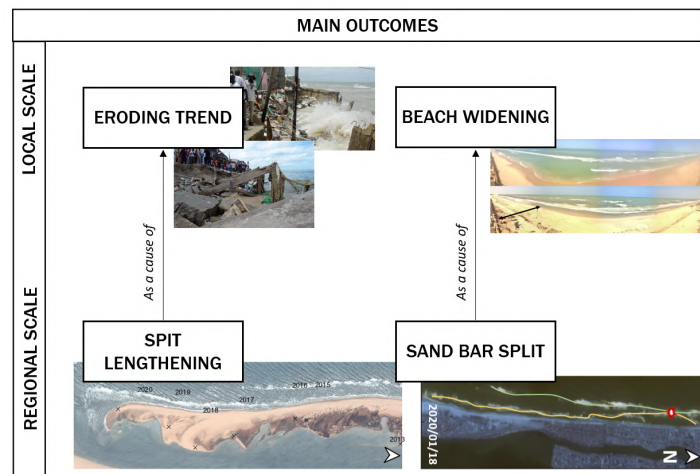 MAIN OUTCOMES
LOCAL SCALE
ERODING TREND
BEACH WIDENING
As a cause of
As a cause of
REGIONAL SCALE
SPIT
LENGTHENING
SAND BAR SPLIT
2020
2019
2018
2017
2016
2015
2013
2020/01/18
N